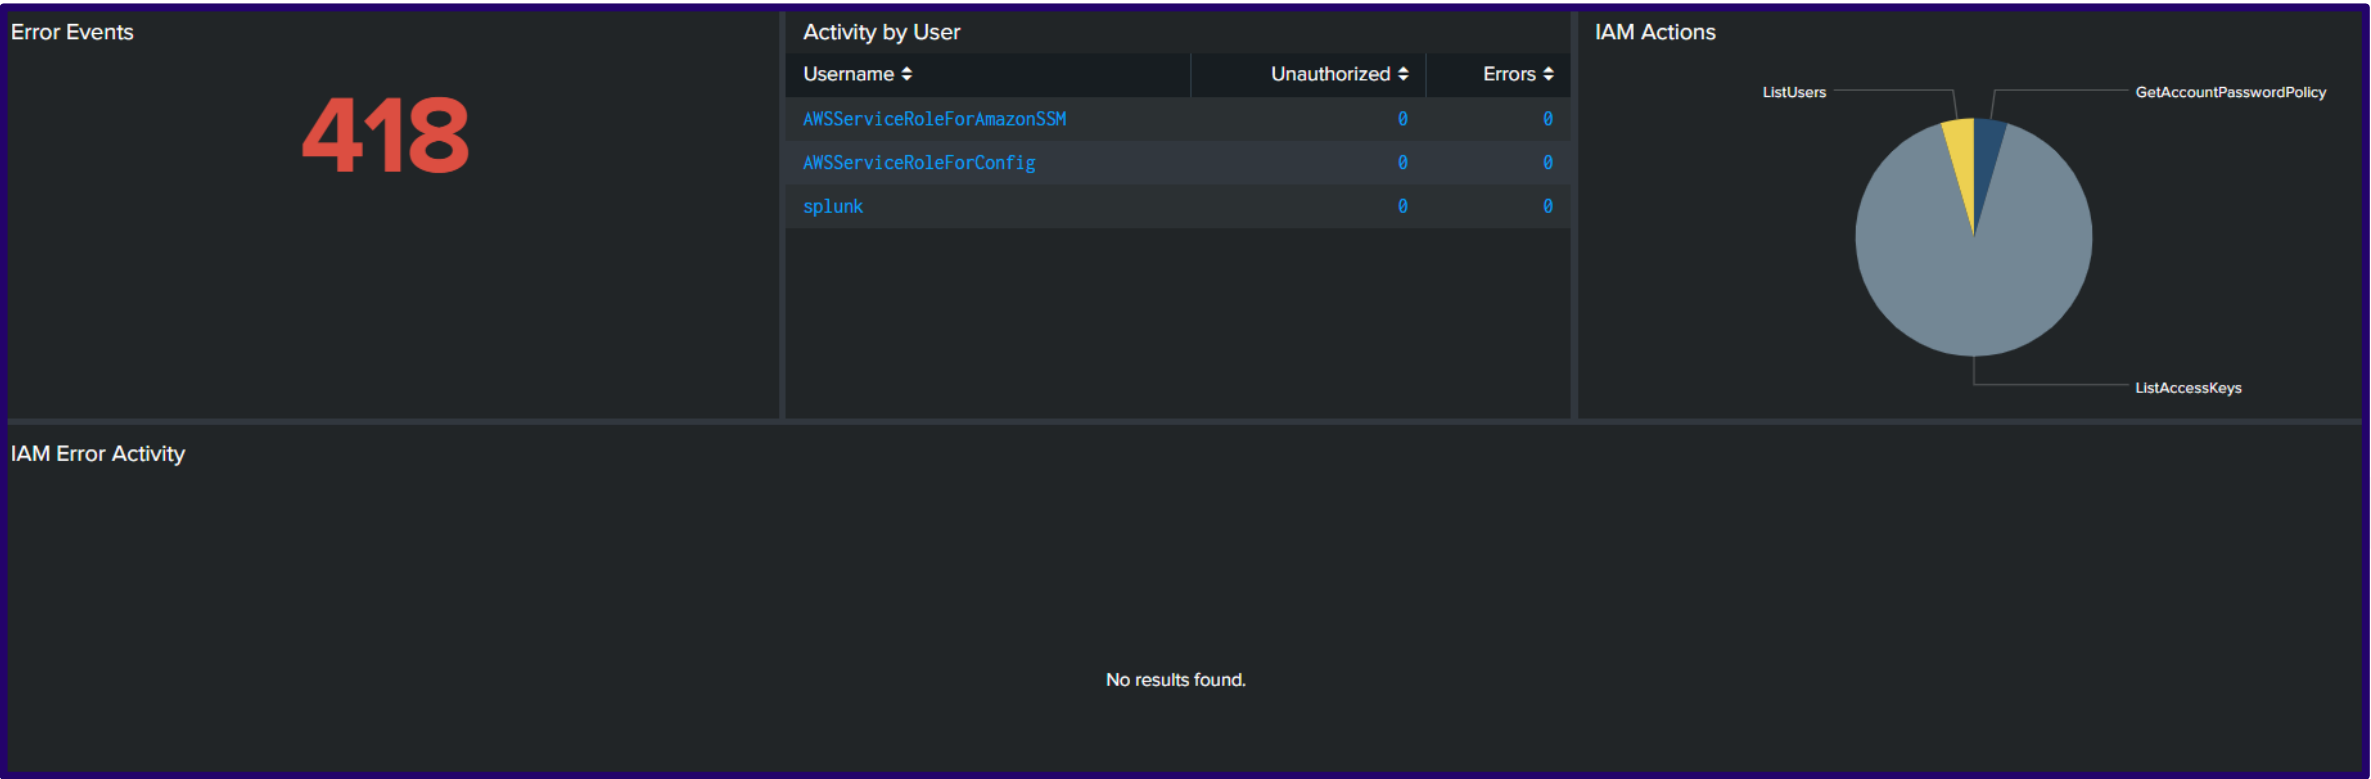 Error Events
418
Activity by User
Username Unauthorized Errors
AWSServiceRoleForAmazonSSM 0 0
AWSServiceRoleForConfig 0 0
splunk 0 0
IAM Actions
ListUsers
GetAccountPasswordPolicy
ListAccessKeys
IAM Error Activity
No results found.